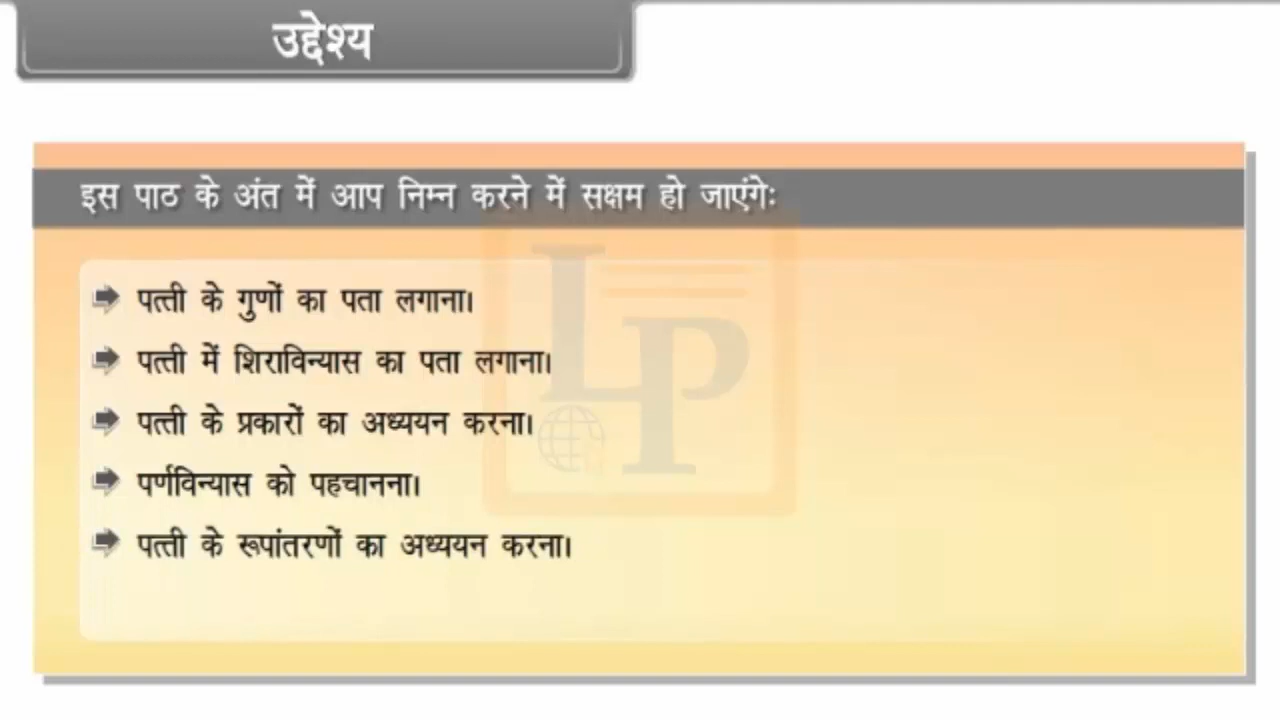 उद्देश्य
इस पाठ के अंत में आप निम्न करने में सक्षम हो जाएंगेः
पत्ती के गुणों का पता लगाना।
पत्ती में शिराविन्यास का पता लगाना।
पत्ती के प्रकारों का अध्ययन करना।
पर्णविन्यास को पहचानना।
पत्ती के रूपांतरणों का अध्ययन करना।
LP